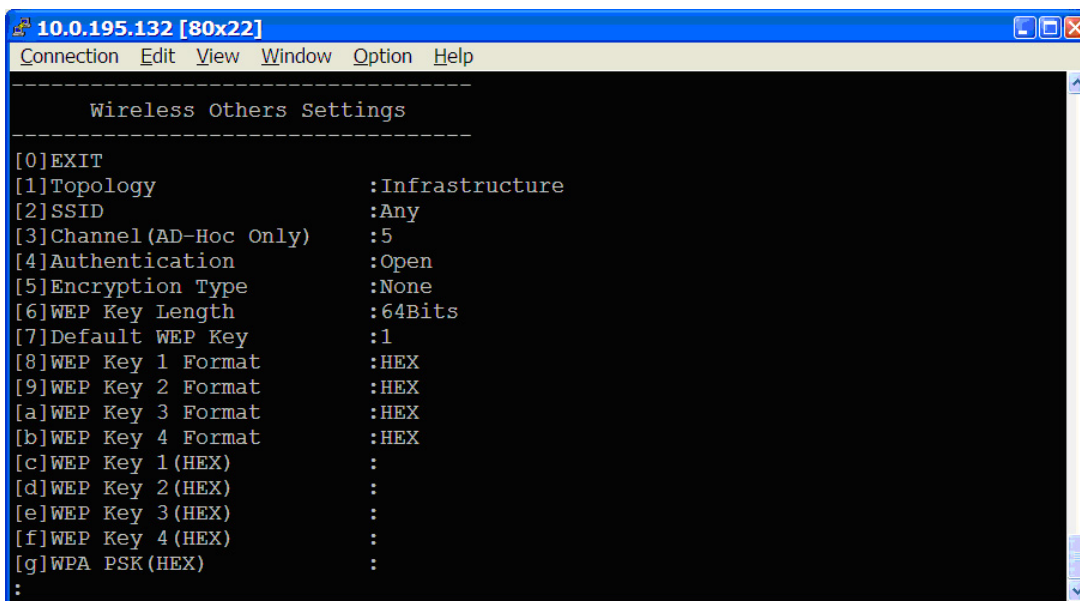 10.0.195.132 [80x22]
Connection Edit View Window Option Help
-----------------------------------
Wireless Others Settings
-----------------------------------
[0]EXIT
[1]Topology :Infrastructure
[2]SSID :Any
[3]Channel(AD-Hoc Only) :5
[4]Authentication :Open
[5]Encryption Type :None
[6]WEP Key Length :64Bits
[7]Default WEP Key :1
[8]WEP Key 1 Format :HEX
[9]WEP Key 2 Format :HEX
[a]WEP Key 3 Format :HEX
[b]WEP Key 4 Format :HEX
[c]WEP Key 1(HEX) :
[d]WEP Key 2(HEX) :
[e]WEP Key 3(HEX) :
[f]WEP Key 4(HEX) :
[g]WPA PSK(HEX) :
: